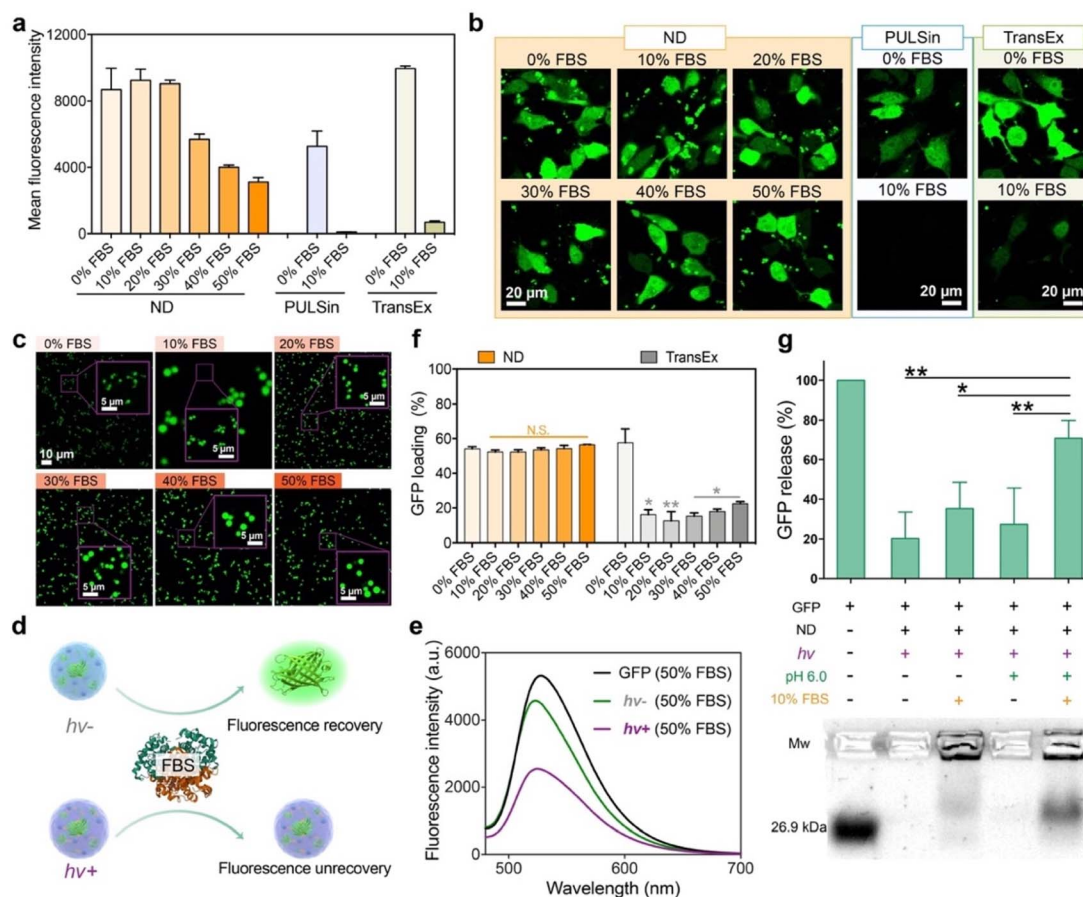 a
Mean fluorescence intensity
12000
8000
4000
0
0% FBS
10% FBS
20% FBS
30% FBS
40% FBS
50% FBS
0% FBS
10% FBS
0% FBS
10% FBS
ND
PULSin
TransEx
b
ND
PULSin
TransEx
0% FBS
10% FBS
20% FBS
0% FBS
0% FBS
30% FBS
40% FBS
50% FBS
10% FBS
10% FBS
20 µm
20 µm
20 µm
c
0% FBS
10% FBS
20% FBS
5 µm
5 µm
5 µm
10 µm
30% FBS
40% FBS
50% FBS
5 µm
5 µm
5 µm
d
hv-
Fluorescence recovery
FBS
hv+
Fluorescence unrecovery
e
Fluorescence intensity (a.u.)
6000
4000
2000
0
GFP (50% FBS)
hv- (50% FBS)
hv+ (50% FBS)
500
600
700
Wavelength (nm)
f
ND
TransEx
GFP loading (%)
100
80
60
40
20
0
N.S.
*
**
*
0% FBS
10% FBS
20% FBS
30% FBS
40% FBS
50% FBS
0% FBS
10% FBS
20% FBS
30% FBS
40% FBS
50% FBS
g
GFP release (%)
100
80
60
40
20
0
**
*
**
GFP + + + + +
ND - + + + +
hv - + + + +
pH 6.0 - - - + +
10% FBS - - + - +
Mw
26.9 kDa